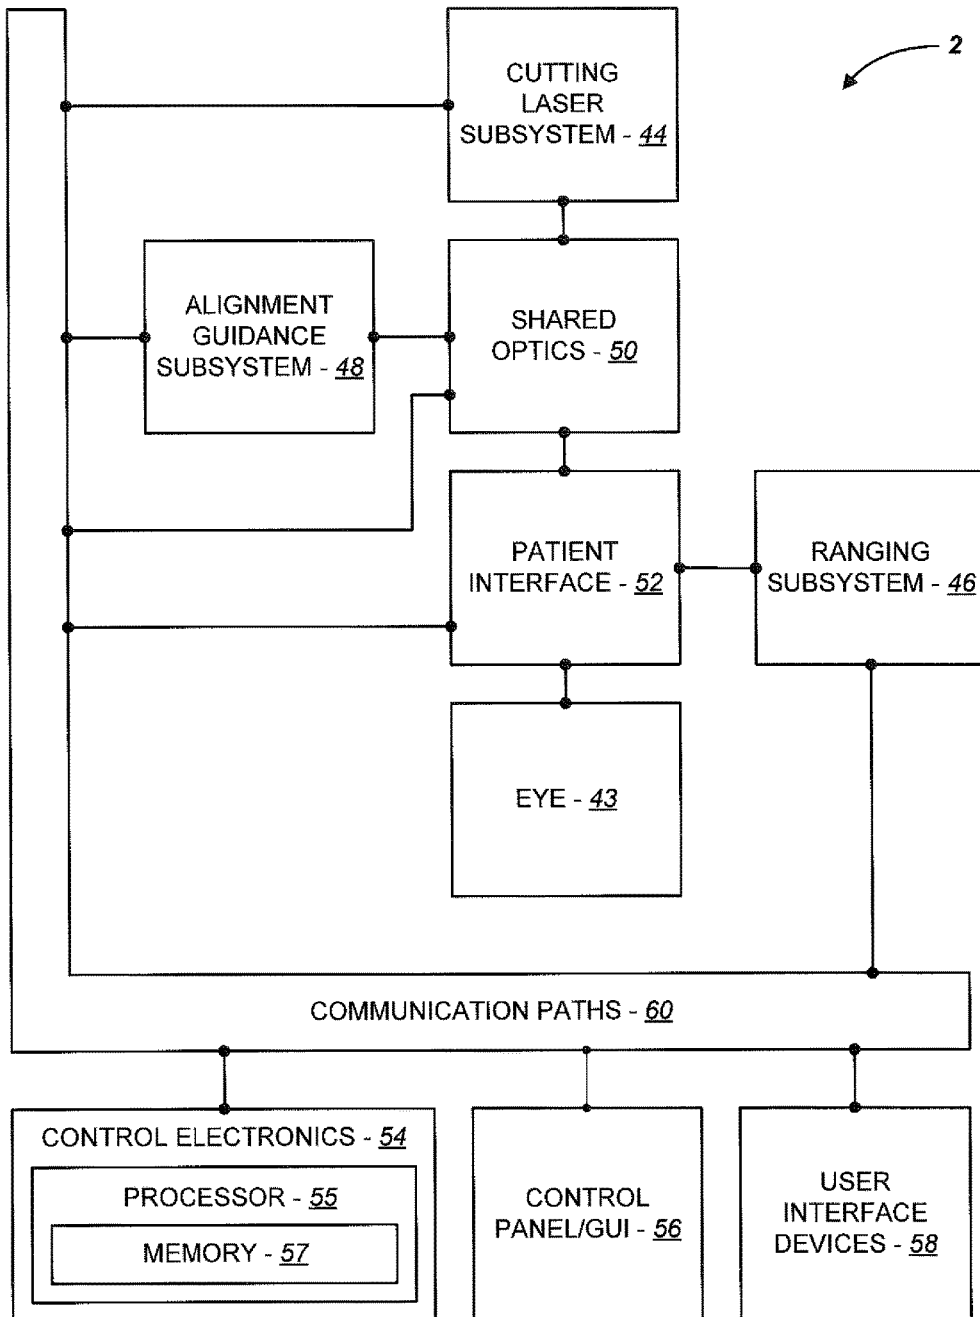 2
CUTTING
LASER
SUBSYSTEM - 44
ALIGNMENT
GUIDANCE
SUBSYSTEM - 48
SHARED
OPTICS - 50
PATIENT
INTERFACE - 52
RANGING
SUBSYSTEM - 46
EYE - 43
COMMUNICATION PATHS - 60
CONTROL ELECTRONICS - 54
PROCESSOR - 55
MEMORY - 57
CONTROL
PANEL/GUI - 56
USER
INTERFACE
DEVICES - 58